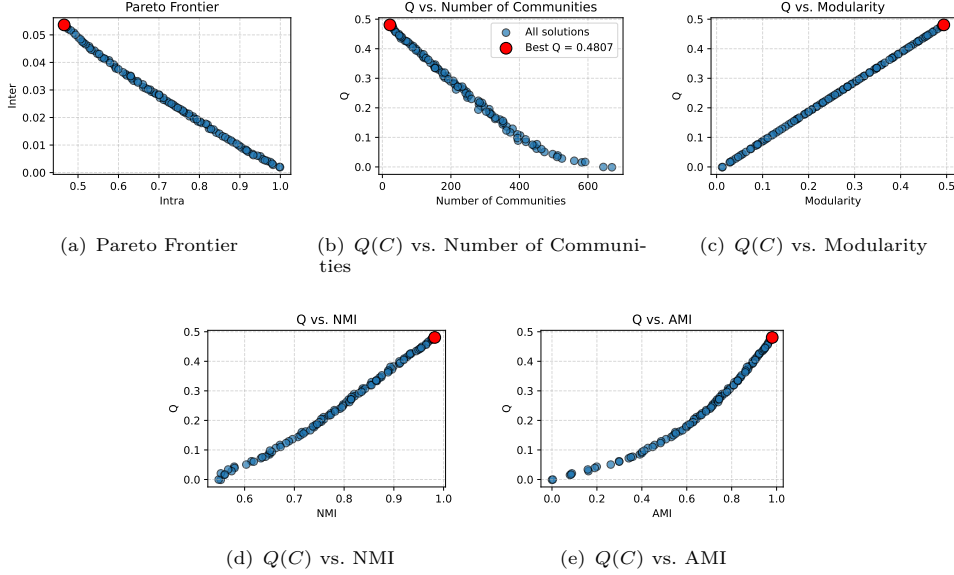 Pareto Frontier
0.05
0.04
0.03
0.02
0.01
0.00
Inter
0.5 0.6 0.7 0.8 0.9 1.0
Intra
(a) Pareto Frontier
Q vs. Number of Communities
All solutions
Best Q = 0.4807
0.5
0.4
0.3
0.2
0.1
0.0
Q
0 200 400 600
Number of Communities
(b) Q(C) vs. Number of Communi-
ties
Q vs. Modularity
0.5
0.4
0.3
0.2
0.1
0.0
Q
0.0 0.1 0.2 0.3 0.4 0.5
Modularity
(c) Q(C) vs. Modularity
Q vs. NMI
0.5
0.4
0.3
0.2
0.1
0.0
Q
0.6 0.7 0.8 0.9 1.0
NMI
(d) Q(C) vs. NMI
Q vs. AMI
0.5
0.4
0.3
0.2
0.1
0.0
Q
0.0 0.2 0.4 0.6 0.8 1.0
AMI
(e) Q(C) vs. AMI